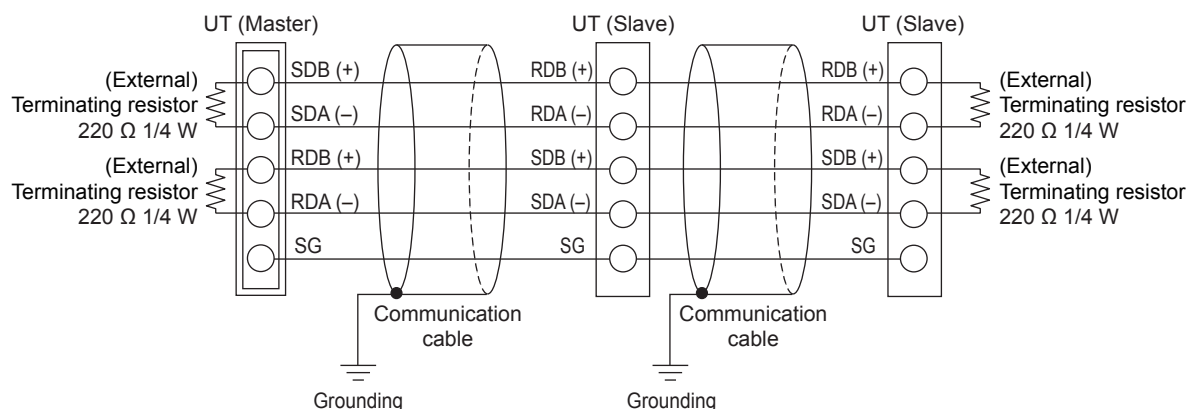 UT (Master)
UT (Slave)
UT (Slave)
(External)
Terminating resistor
220 Ω 1/4 W
(External)
Terminating resistor
220 Ω 1/4 W
SDB (+)
SDA (–)
RDB (+)
RDA (–)
SG
RDB (+)
RDA (–)
SDB (+)
SDA (–)
SG
RDB (+)
RDA (–)
SDB (+)
SDA (–)
SG
(External)
Terminating resistor
220 Ω 1/4 W
(External)
Terminating resistor
220 Ω 1/4 W
Communication
cable
Communication
cable
Grounding
Grounding